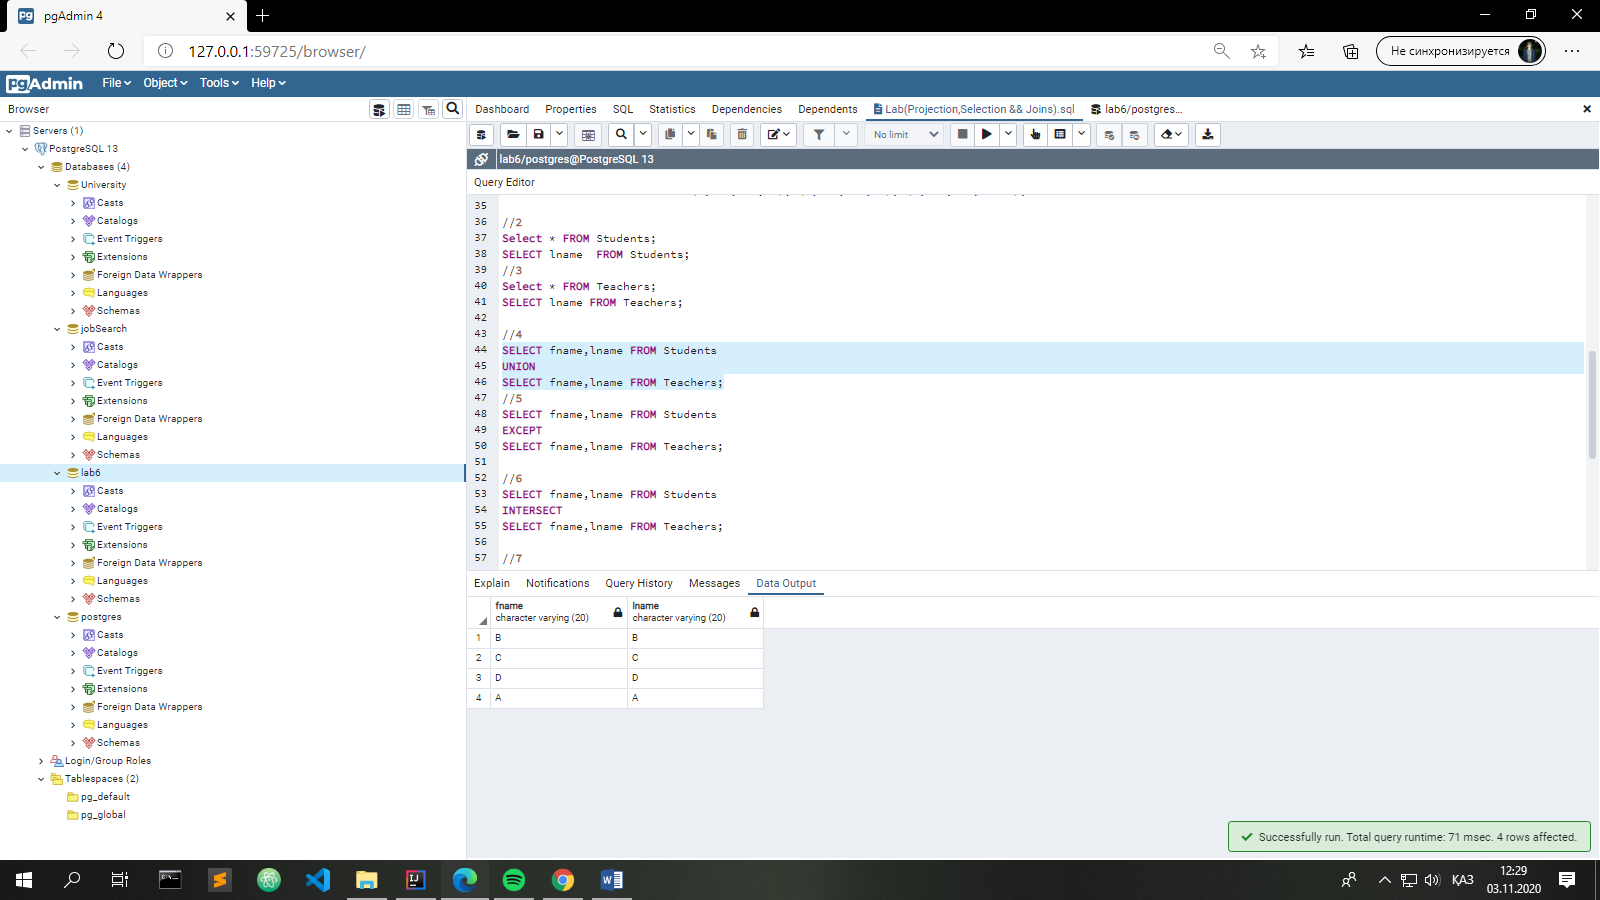 pgAdmin 4
127.0.0.1:59725/browser/
Не синхронизируется
pgAdmin File Object Tools Help
Browser
Dashboard Properties SQL Statistics Dependencies Dependents Lab(Projection,Selection && Joins).sql lab6/postgres...
No limit
lab6/postgres@PostgreSQL 13
Query Editor
Servers (1)
PostgreSQL 13
Databases (4)
University
Casts
Catalogs
Event Triggers
Extensions
Foreign Data Wrappers
Languages
Schemas
jobSearch
Casts
Catalogs
Event Triggers
Extensions
Foreign Data Wrappers
Languages
Schemas
lab6
Casts
Catalogs
Event Triggers
Extensions
Foreign Data Wrappers
Languages
Schemas
postgres
Casts
Catalogs
Event Triggers
Extensions
Foreign Data Wrappers
Languages
Schemas
Login/Group Roles
Tablespaces (2)
pg_default
pg_global
35
36 //2
37 Select * FROM Students;
38 SELECT lname  FROM Students;
39 //3
40 Select * FROM Teachers;
41 SELECT lname FROM Teachers;
42
43 //4
44 SELECT fname,lname FROM Students
45 UNION
46 SELECT fname,lname FROM Teachers;
47 //5
48 SELECT fname,lname FROM Students
49 EXCEPT
50 SELECT fname,lname FROM Teachers;
51
52 //6
53 SELECT fname,lname FROM Students
54 INTERSECT
55 SELECT fname,lname FROM Teachers;
56
57 //7
Explain Notifications Query History Messages Data Output
fname lname
character varying (20) character varying (20)
1 B B
2 C C
3 D D
4 A A
Successfully run. Total query runtime: 71 msec. 4 rows affected.
ҚАЗ
12:29
03.11.2020